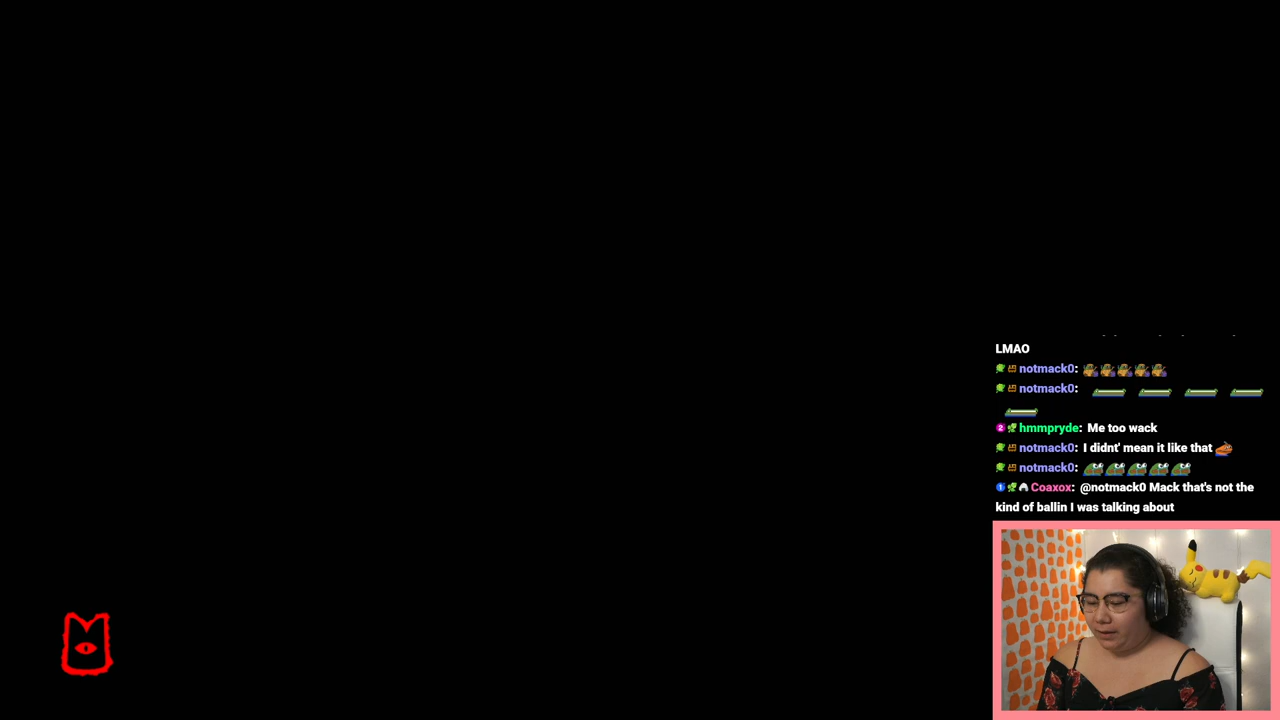 LMAO
notmack0:
notmack0:
hmmpryde: Me too wack
notmack0: I didnt' mean it like that
notmack0:
Coaxox: @notmack0 Mack that's not the
kind of ballin I was talking about